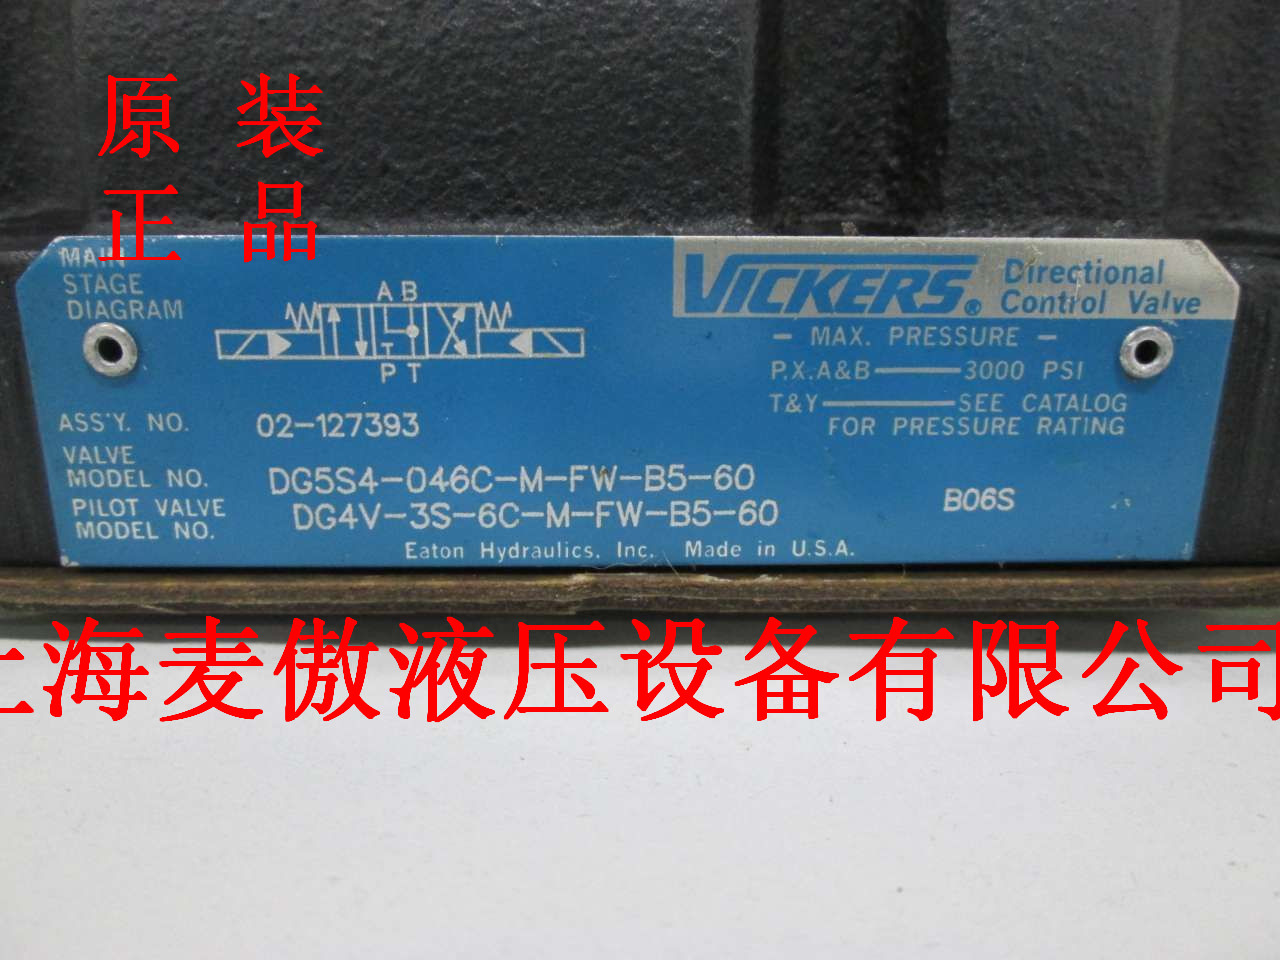 原 装
正 品
MAIN
STAGE
DIAGRAM
A B
P T
VICKERS® Directional
Control Valve
- MAX. PRESSURE -
P.X.A&B—3000 PSI
T&Y—SEE CATALOG
FOR PRESSURE RATING
ASS'Y. NO. 02-127393
VALVE
MODEL NO. DG5S4-046C-M-FW-B5-60
PILOT VALVE
MODEL NO. DG4V-3S-6C-M-FW-B5-60
B06S
Eaton Hydraulics, Inc. Made in U.S.A.
上海麦傲液压设备有限公司